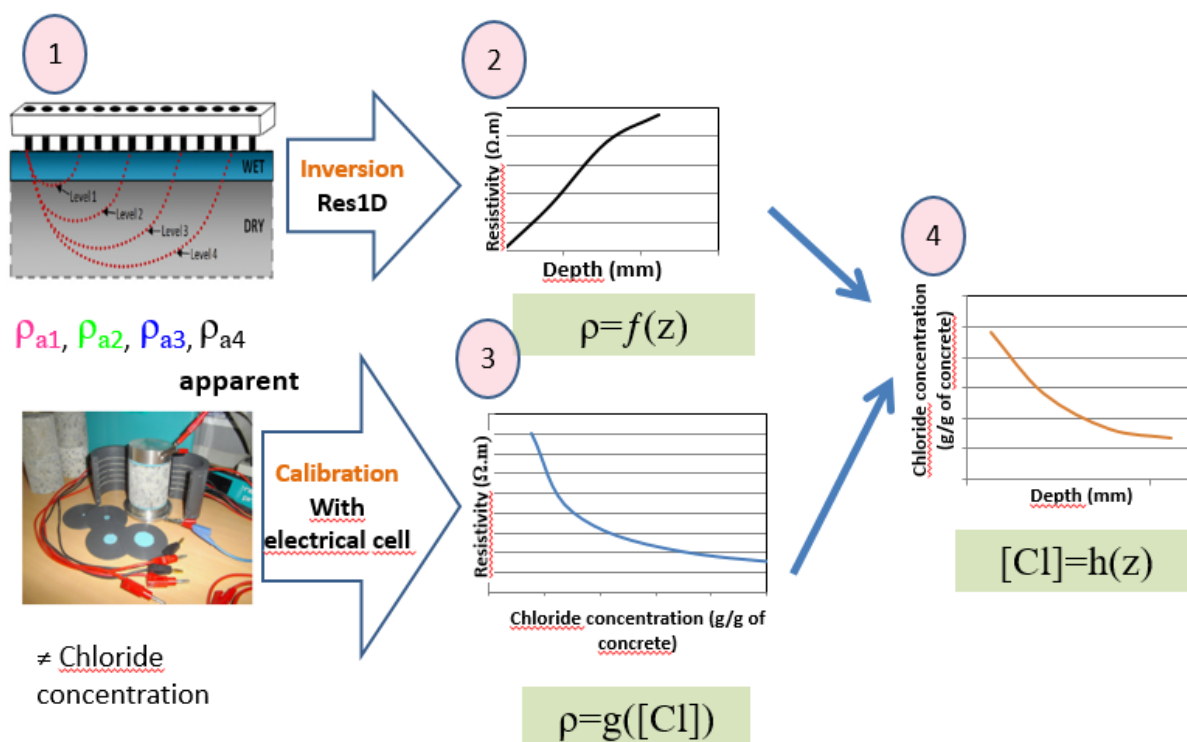 1
WET
Level 1
Level 2
DRY
Level 3
Level 4
Inversion
Res1D
2
Resistivity (Ω.m)
Depth (mm)
ρ=f(z)
ρa1, ρa2, ρa3, ρa4
apparent
Calibration
With
electrical cell
≠ Chloride
concentration
3
Resistivity (Ω.m)
Chloride concentration (g/g of
concrete)
ρ=g([Cl])
4
Chloride concentration
(g/g of concrete)
Depth (mm)
[Cl]=h(z)